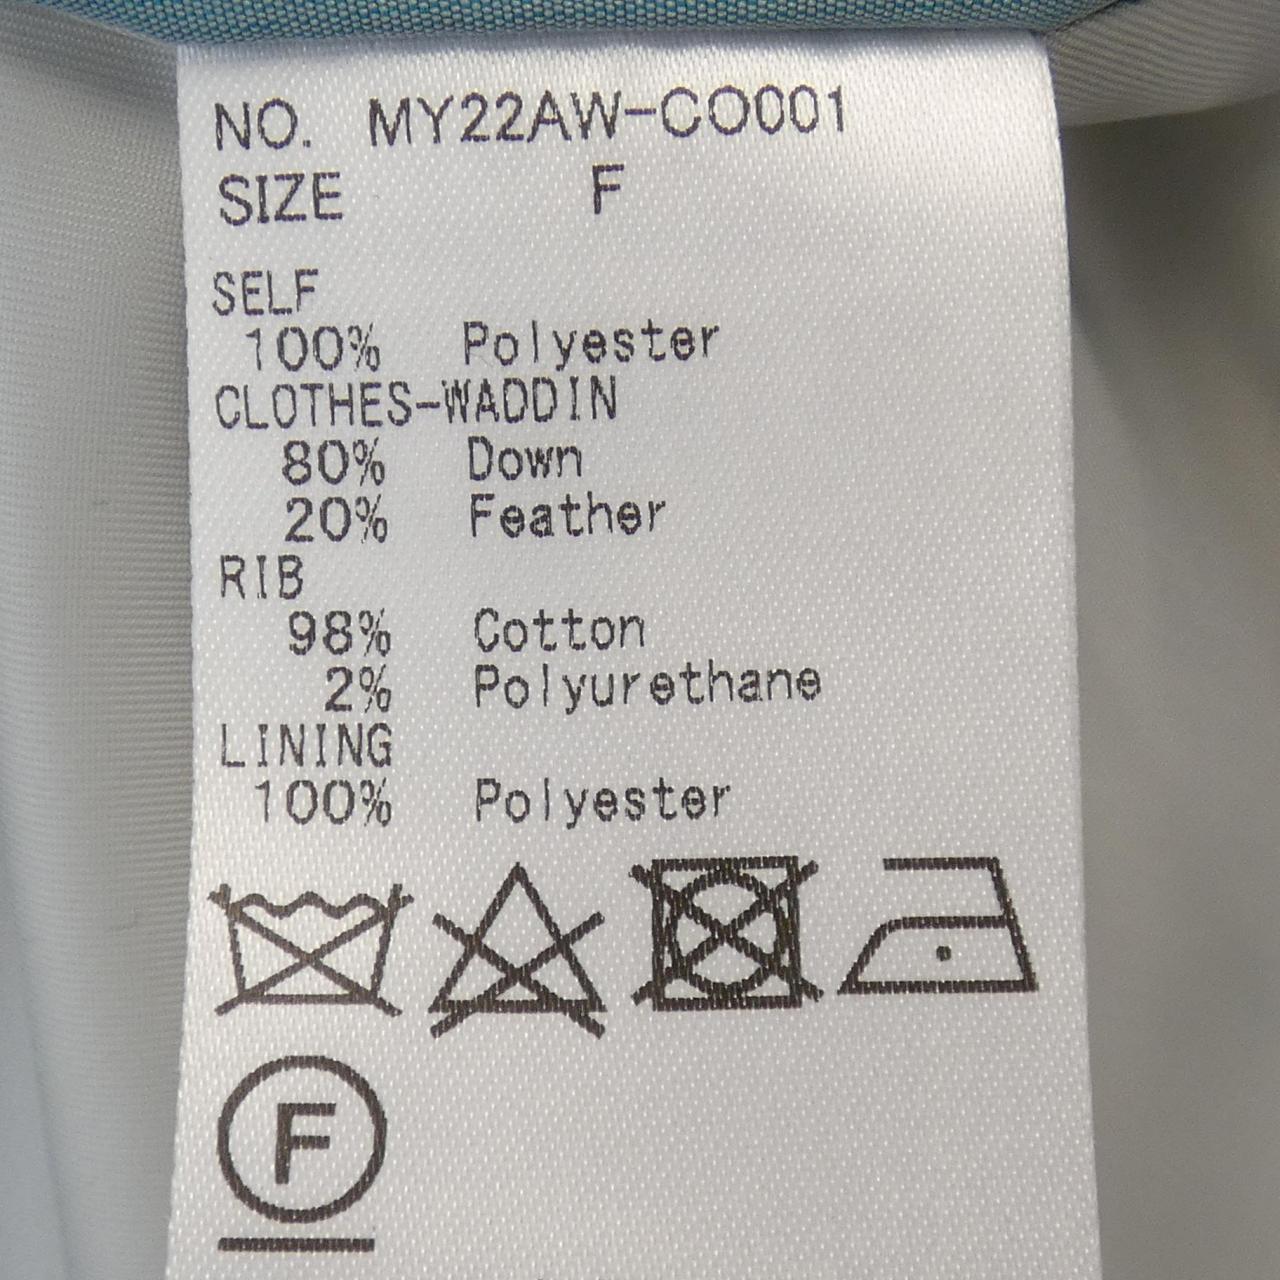 NO. MY22AW-CO001
SIZE F
SELF
100% Polyester
CLOTHES-WADDIN
80% Down
20% Feather
RIB
98% Cotton
2% Polyurethane
LINING
100% Polyester
F